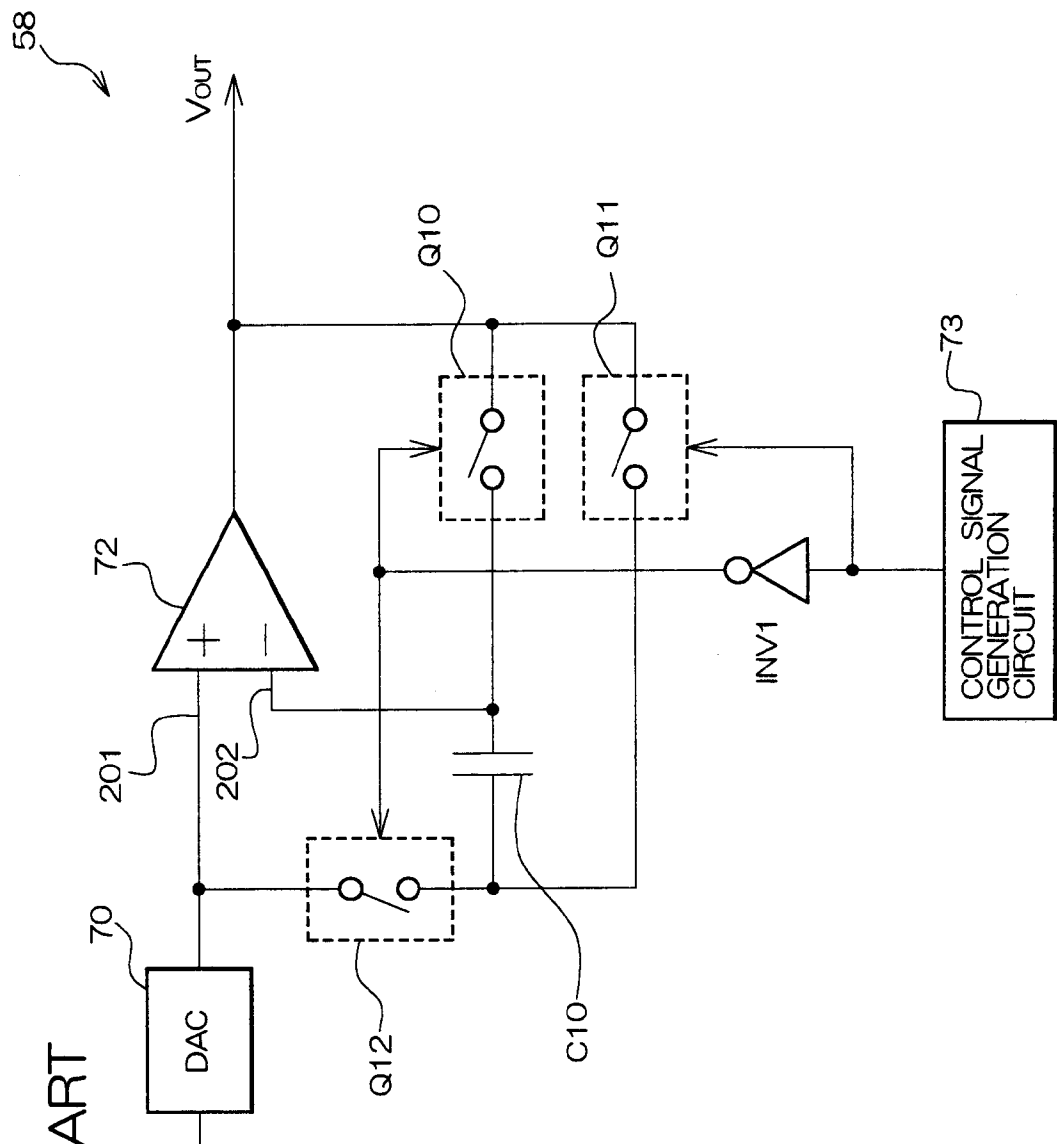 58
VOUT
72
+
−
201
202
70
DAC
ART
Q10
Q11
Q12
C10
INV1
73
CONTROL SIGNAL
GENERATION
CIRCUIT